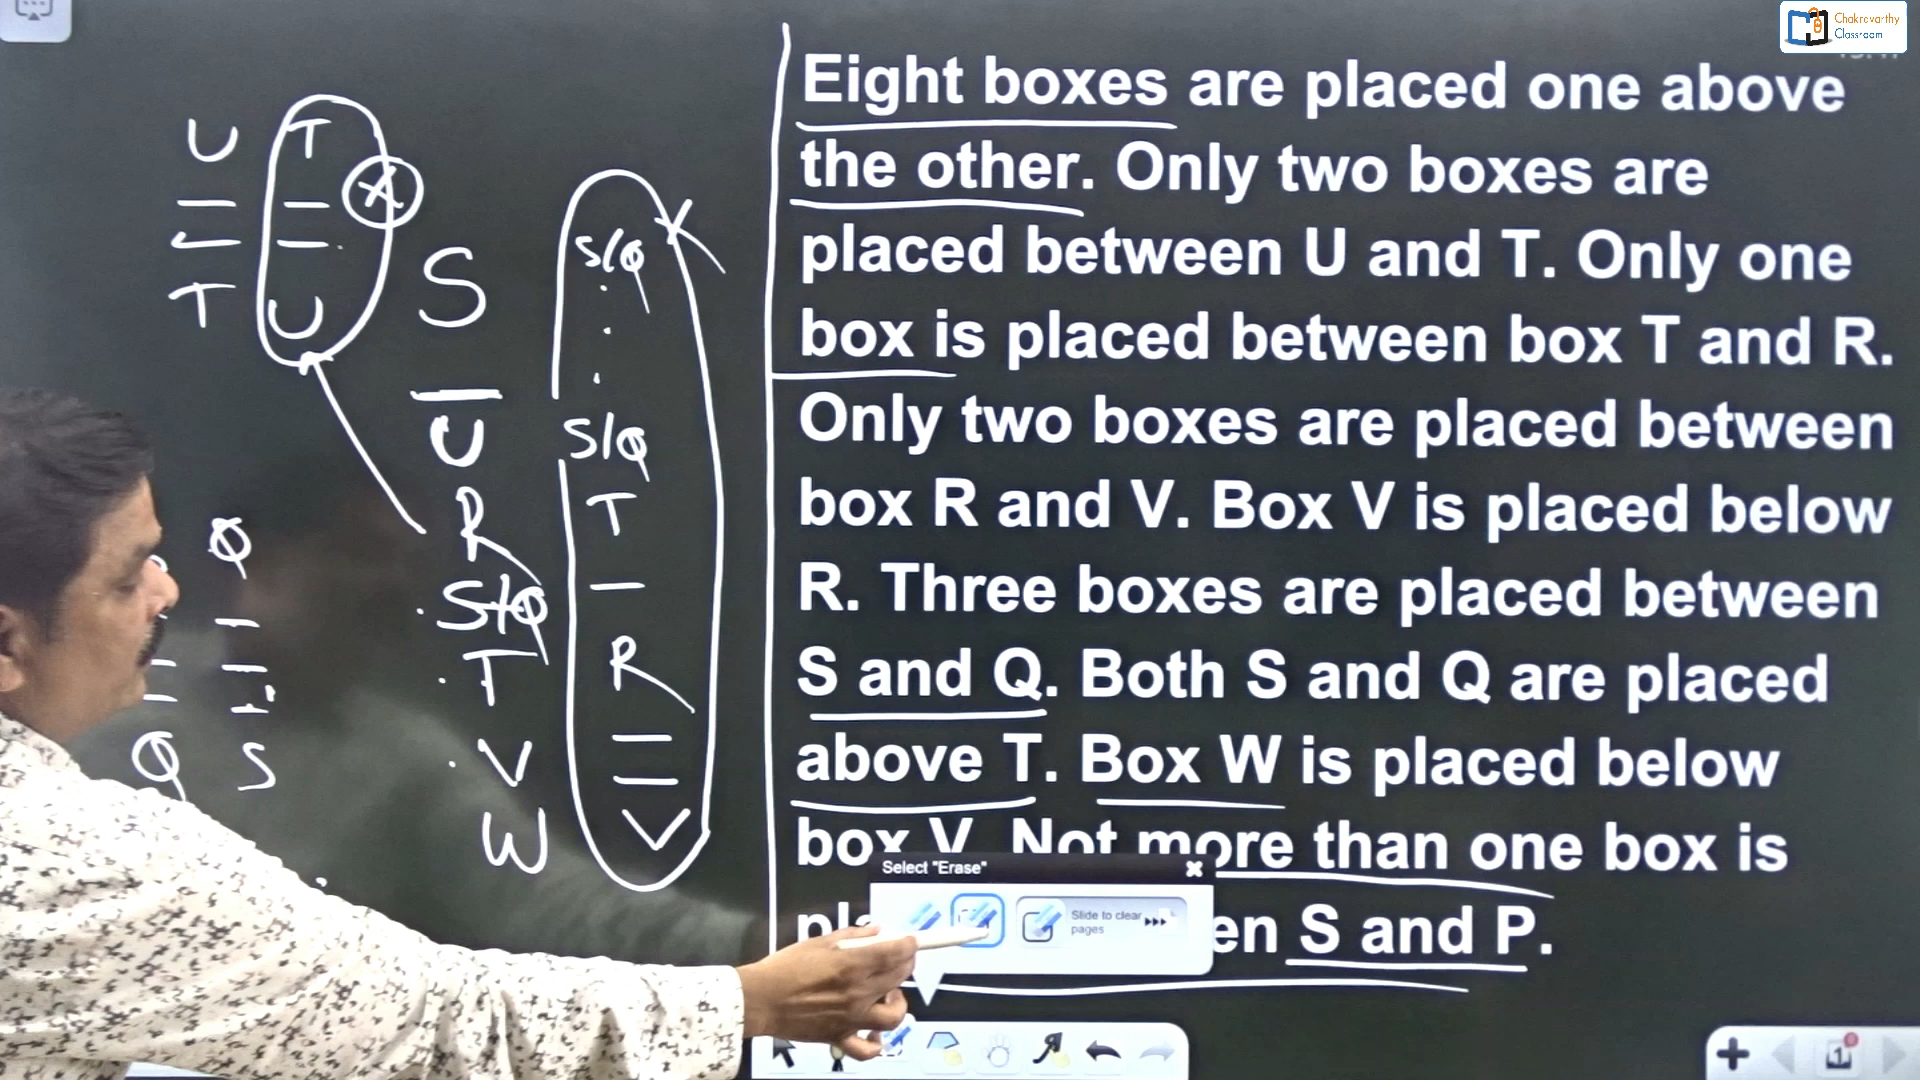 Chakravarthy
Classroom
Eight boxes are placed one above
the other. Only two boxes are
placed between U and T. Only one
box is placed between box T and R.
Only two boxes are placed between
box R and V. Box V is placed below
R. Three boxes are placed between
S and Q. Both S and Q are placed
above T. Box W is placed below
box V. Not more than one box is
en S and P.
Select "Erase"
Slide to clear
pages
U
T
T
U
S
U
R
S/Q
T
V
W
S/Q
S/Q
T
R
V
Q
Q
S
1